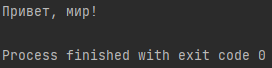 Привет, мир!
Process finished with exit code 0